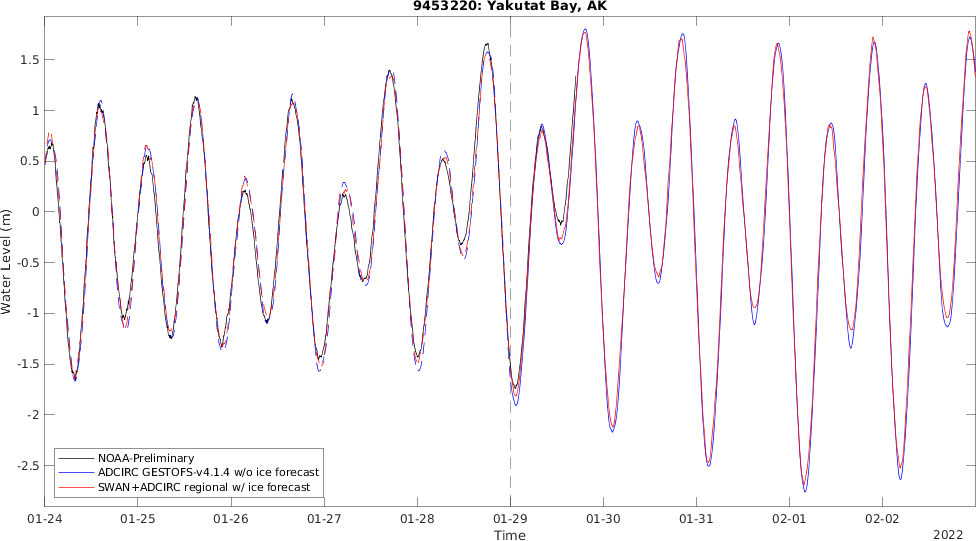 9453220: Yakutat Bay, AK
Water Level (m)
1.5
1
0.5
0
-0.5
-1
-1.5
-2
-2.5
NOAA-Preliminary
ADCIRC GESTOFS-v4.1.4 w/o ice forecast
SWAN+ADCIRC regional w/ ice forecast
01-24 01-25 01-26 01-27 01-28 01-29 01-30 01-31 02-01 02-02
Time
2022